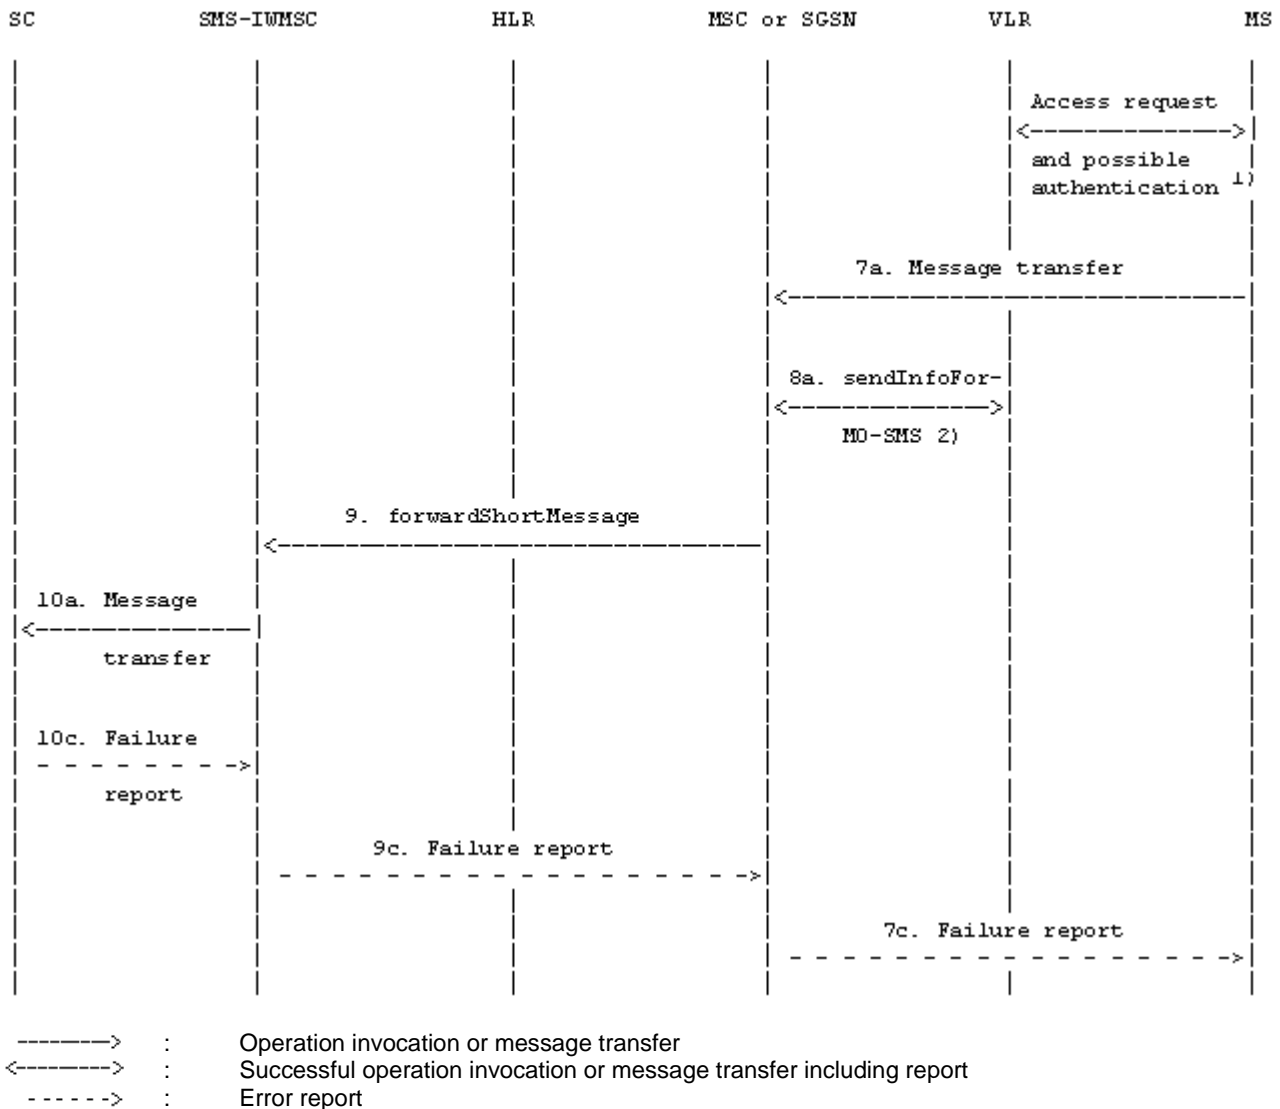 SC SMS-IWMSC HLR MSC or SGSN VLR MS
Access request
and possible
authentication 1)
7a. Message transfer
8a. sendInfoFor-
MO-SMS 2)
9. forwardShortMessage
10a. Message
transfer
10c. Failure
report
9c. Failure report
7c. Failure report
: Operation invocation or message transfer
: Successful operation invocation or message transfer including report
: Error report